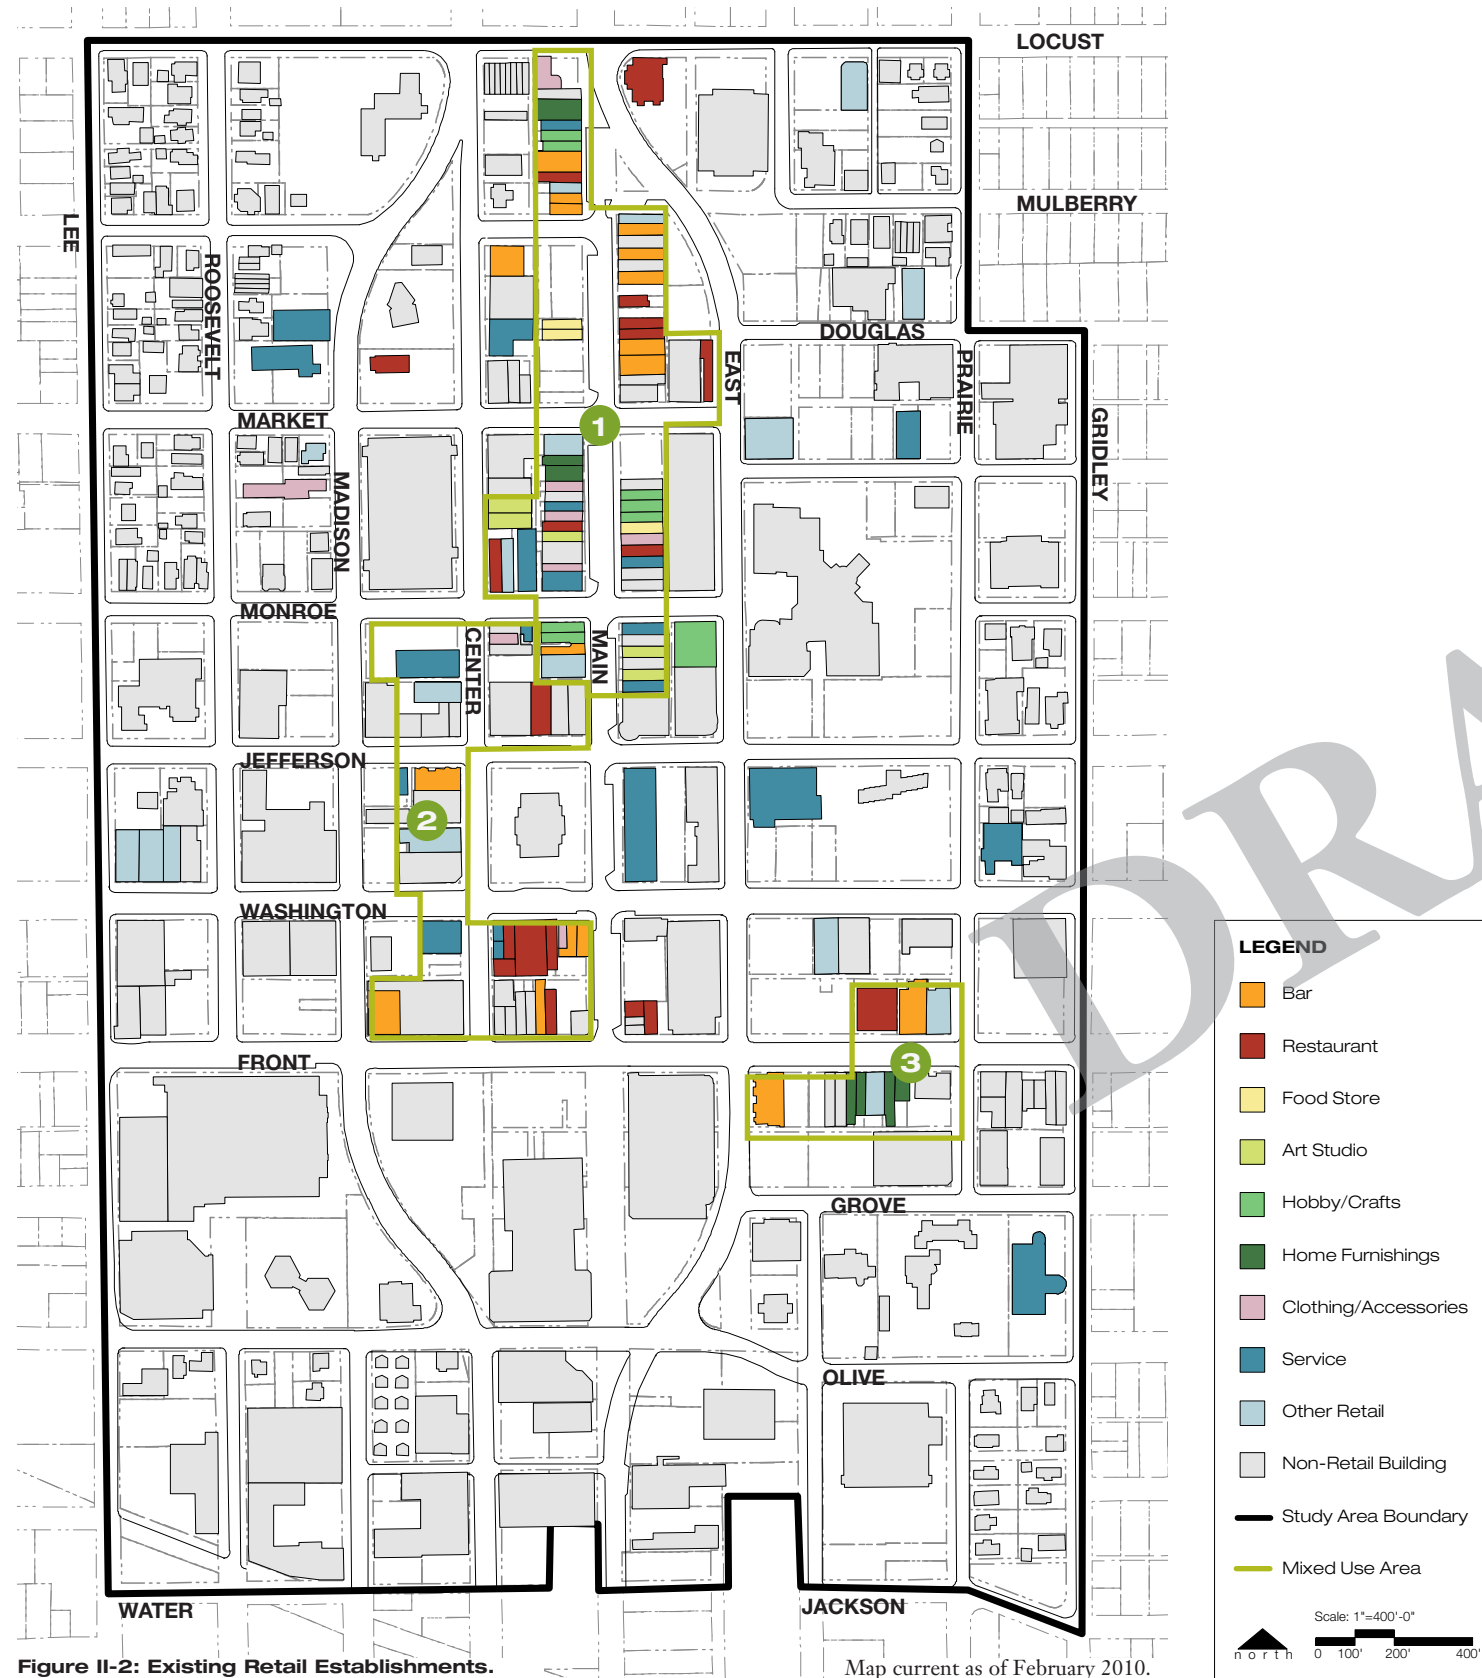 LOCUST
MULBERRY
LEE
ROOSEVELT
DOUGLAS
EAST
PRAIRIE
MARKET
1
GRIDLEY
MADISON
MONROE
CENTER
MAIN
JEFFERSON
2
WASHINGTON
FRONT
3
GROVE
OLIVE
WATER
JACKSON
DRA
LEGEND
Bar
Restaurant
Food Store
Art Studio
Hobby/Crafts
Home Furnishings
Clothing/Accessories
Service
Other Retail
Non-Retail Building
Study Area Boundary
Mixed Use Area
Scale: 1"=400'-0"
north
0 100' 200' 400'
Figure II-2: Existing Retail Establishments.
Map current as of February 2010.